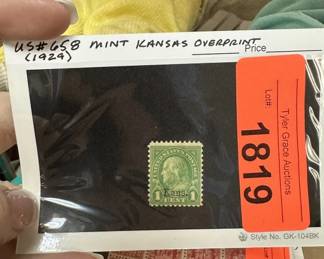 US#658 MINT KANSAS OVERPRINT
(1929)
Price
Lot#
1819
Tyler Grace Auctions
Kans.
1 CENT 1
Style No. GK-104BK